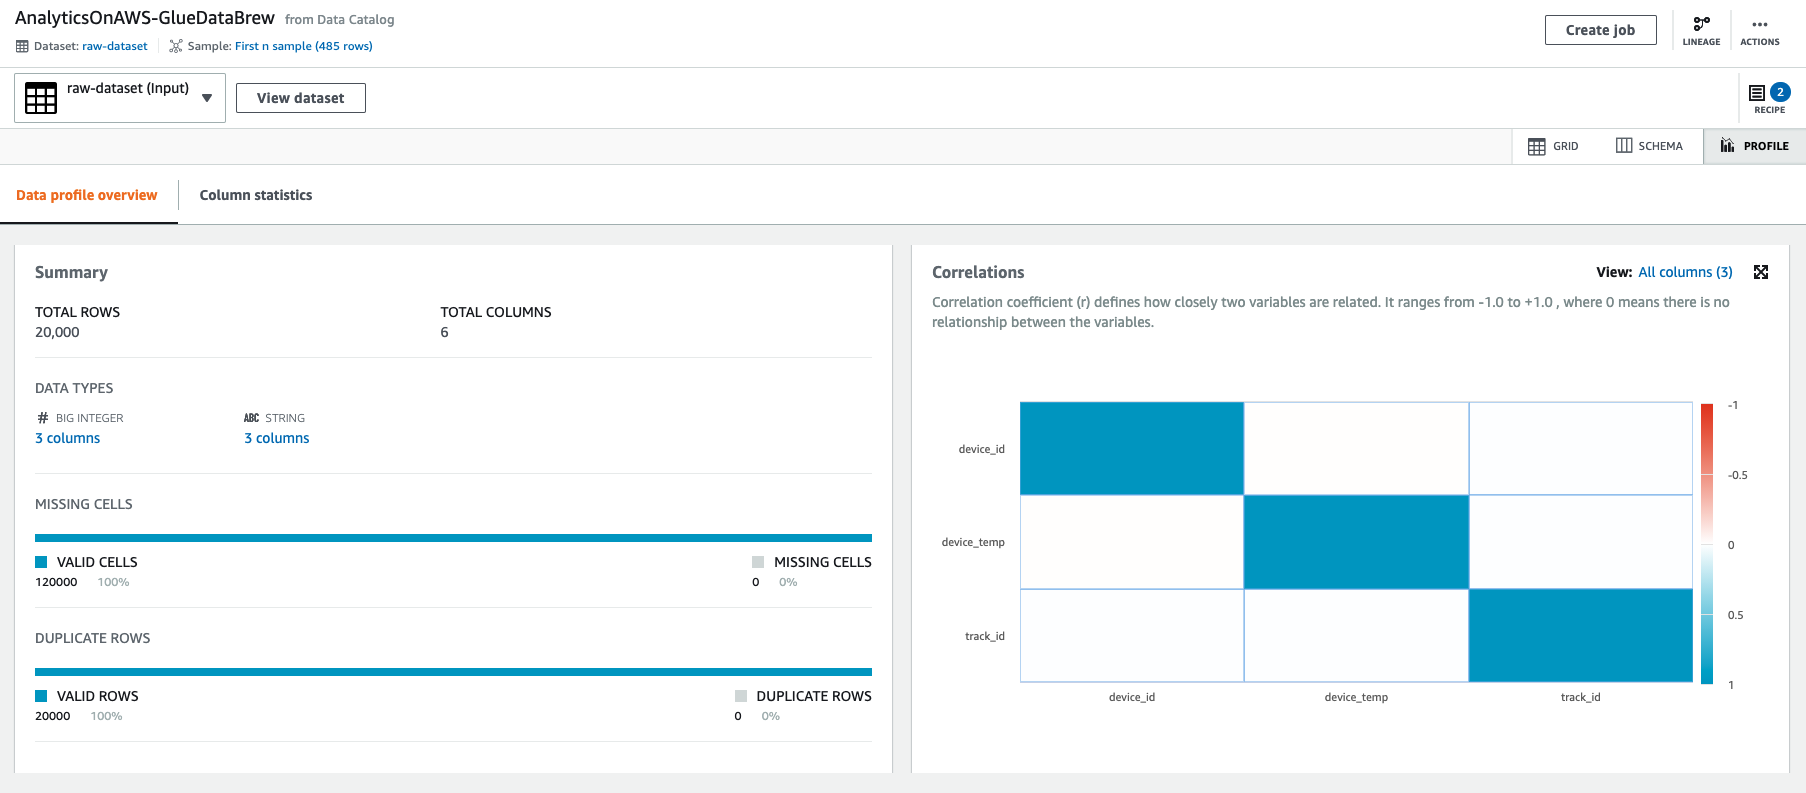 AnalyticsOnAWS-GlueDataBrew from Data Catalog
Dataset: raw-dataset Sample: First n sample (485 rows)
Create job
LINEAGE
ACTIONS
raw-dataset (Input)
View dataset
2
RECIPE
GRID
SCHEMA
PROFILE
Data profile overview
Column statistics
Summary
TOTAL ROWS
20,000
TOTAL COLUMNS
6
DATA TYPES
# BIG INTEGER
3 columns
ABC STRING
3 columns
MISSING CELLS
VALID CELLS
120000 100%
MISSING CELLS
0 0%
DUPLICATE ROWS
VALID ROWS
20000 100%
DUPLICATE ROWS
0 0%
Correlations
View: All columns (3)
Correlation coefficient (r) defines how closely two variables are related. It ranges from -1.0 to +1.0 , where 0 means there is no
relationship between the variables.
device_id
device_temp
track_id
device_id
device_temp
track_id
-1
-0.5
0
0.5
1